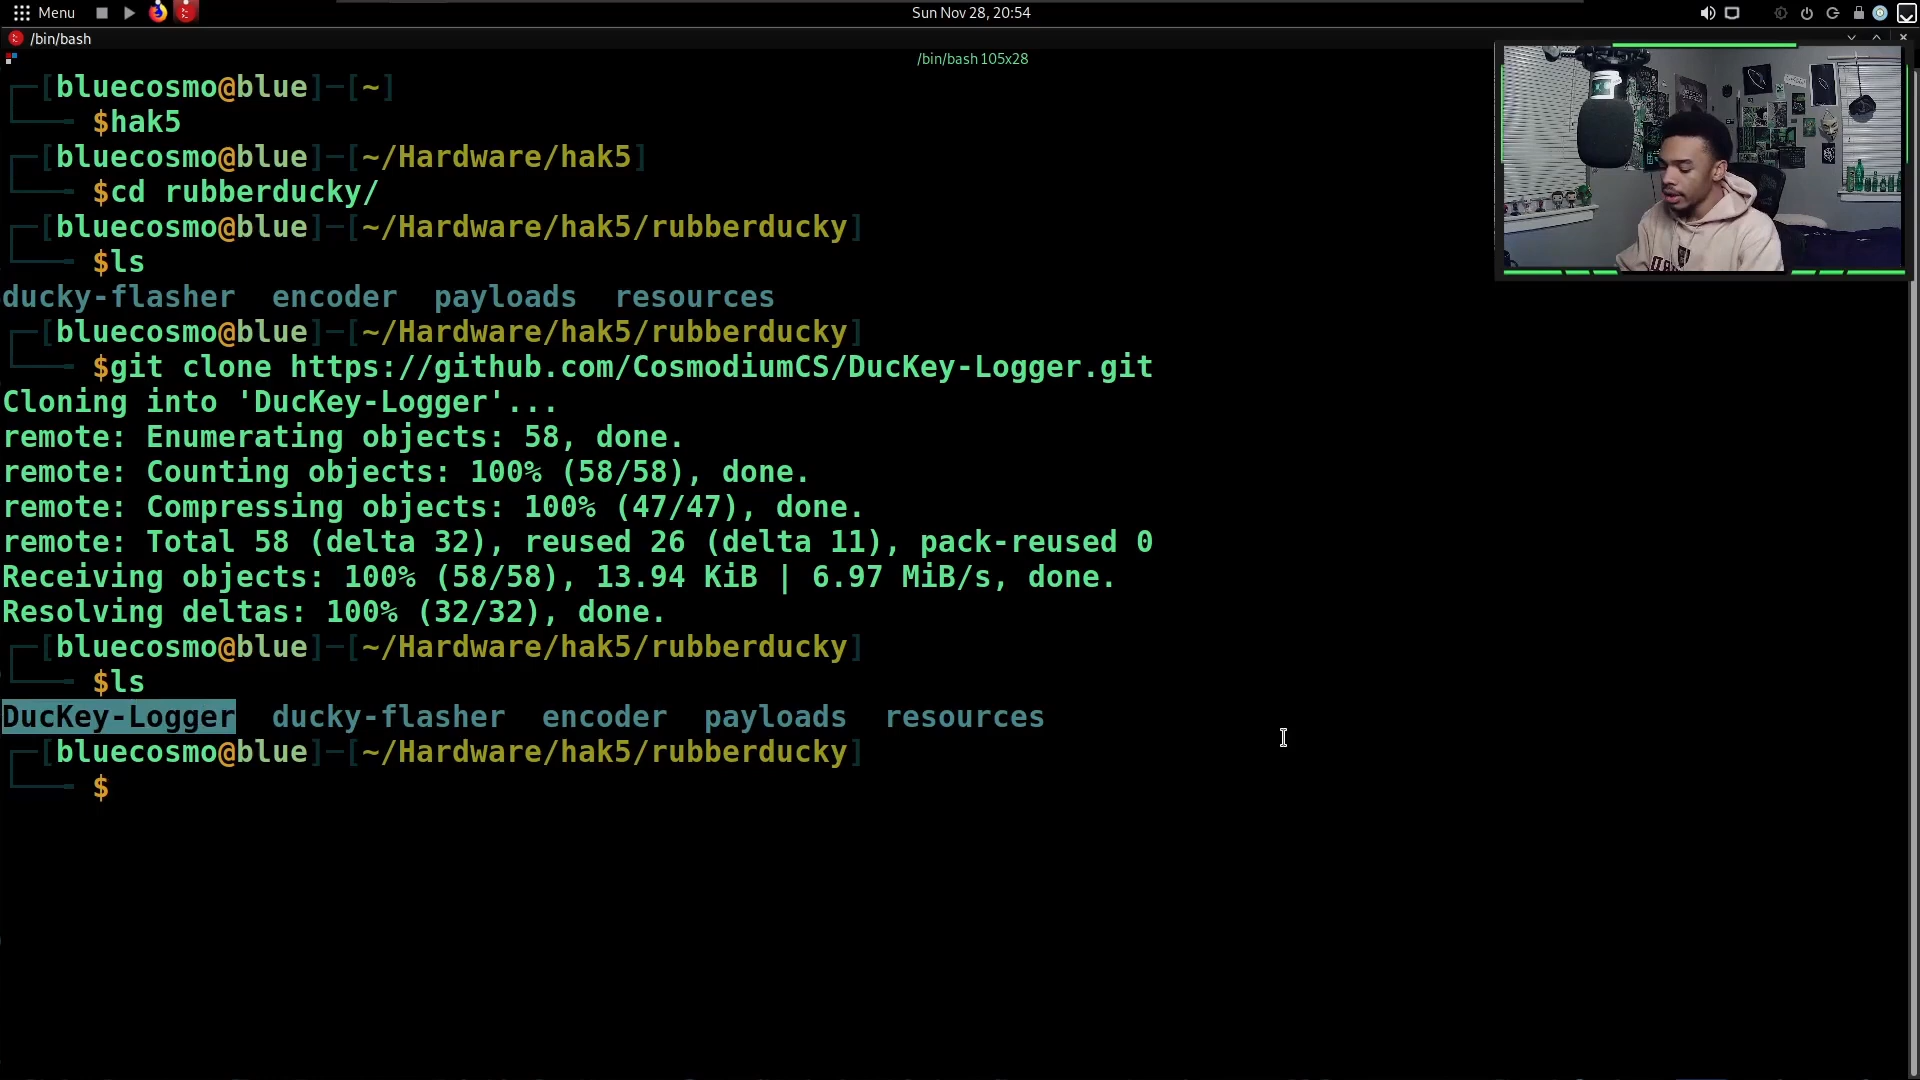 Menu
Sun Nov 28, 20:54
/bin/bash
/bin/bash 105x28
[bluecosmo@blue]─[~]
$hak5
[bluecosmo@blue]─[~/Hardware/hak5]
$cd rubberducky/
[bluecosmo@blue]─[~/Hardware/hak5/rubberducky]
$ls
ducky-flasher encoder payloads resources
[bluecosmo@blue]─[~/Hardware/hak5/rubberducky]
$git clone https://github.com/CosmodiumCS/DucKey-Logger.git
Cloning into 'DucKey-Logger'...
remote: Enumerating objects: 58, done.
remote: Counting objects: 100% (58/58), done.
remote: Compressing objects: 100% (47/47), done.
remote: Total 58 (delta 32), reused 26 (delta 11), pack-reused 0
Receiving objects: 100% (58/58), 13.94 KiB | 6.97 MiB/s, done.
Resolving deltas: 100% (32/32), done.
[bluecosmo@blue]─[~/Hardware/hak5/rubberducky]
$ls
DucKey-Logger ducky-flasher encoder payloads resources
[bluecosmo@blue]─[~/Hardware/hak5/rubberducky]
$